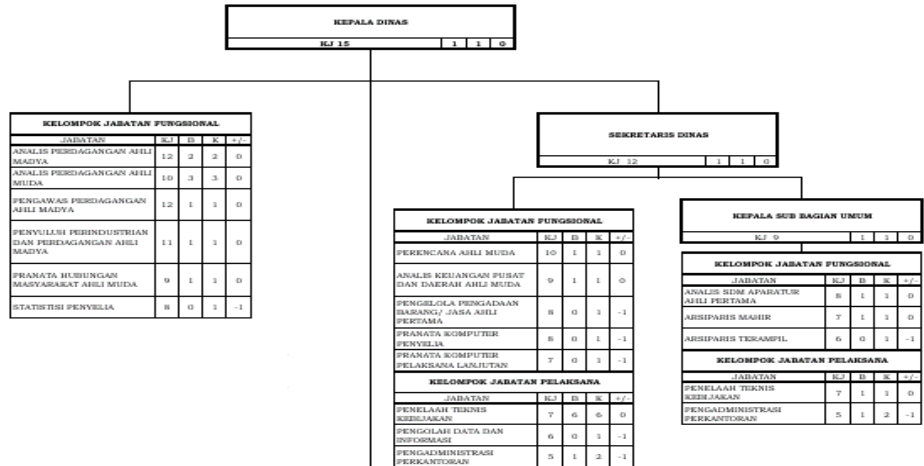 KEPALA DINAS
KJ 15 1 1 0
KELOMPOK JABATAN FUNGSIONAL
JABATAN KJ B K +/-
ANALIS PERDAGANGAN AHLI
MADYA 12 2 2 0
ANALIS PERDAGANGAN AHLI
MUDA 10 3 3 0
PENGAWAS PERDAGANGAN
AHLI MADYA 12 1 1 0
PENYULUH PERINDUSTRIAN
DAN PERDAGANGAN AHLI
MADYA 11 1 1 0
PRANATA HUBUNGAN
MASYARAKAT AHLI MUDA 9 1 1 0
STATISTISI PENYELIA 8 0 1 -1
SEKRETARIS DINAS
KJ 12 1 1 0
KELOMPOK JABATAN FUNGSIONAL
JABATAN KJ B K +/-
PERENCANA AHLI MUDA 10 1 1 0
ANALIS KEUANGAN PUSAT
DAN DAERAH AHLI MUDA 9 1 1 0
PENGELOLA PENGADAAN
BARANG/ JASA AHLI
PERTAMA 8 0 1 -1
PRANATA KOMPUTER
PENYELIA 8 0 1 -1
PRANATA KOMPUTER
PELAKSANA LANJUTAN 7 0 1 -1
KELOMPOK JABATAN PELAKSANA
JABATAN KJ B K +/-
PENELAAH TEKNIS
KEBIJAKAN 7 6 6 0
PENGOLAH DATA DAN
INFORMASI 6 0 1 -1
PENGADMINISTRASI
PERKANTORAN 5 1 2 -1
KEPALA SUB BAGIAN UMUM
KJ 9 1 1 0
KELOMPOK JABATAN FUNGSIONAL
JABATAN KJ B K +/-
ANALIS SDM APARATUR
AHLI PERTAMA 8 1 1 0
ARSIPARIS MAHIR 7 1 1 0
ARSIPARIS TERAMPIL 6 0 1 -1
KELOMPOK JABATAN PELAKSANA
JABATAN KJ B K +/-
PENELAAH TEKNIS
KEBIJAKAN 7 1 1 0
PENGADMINISTRASI
PERKANTORAN 5 1 2 -1